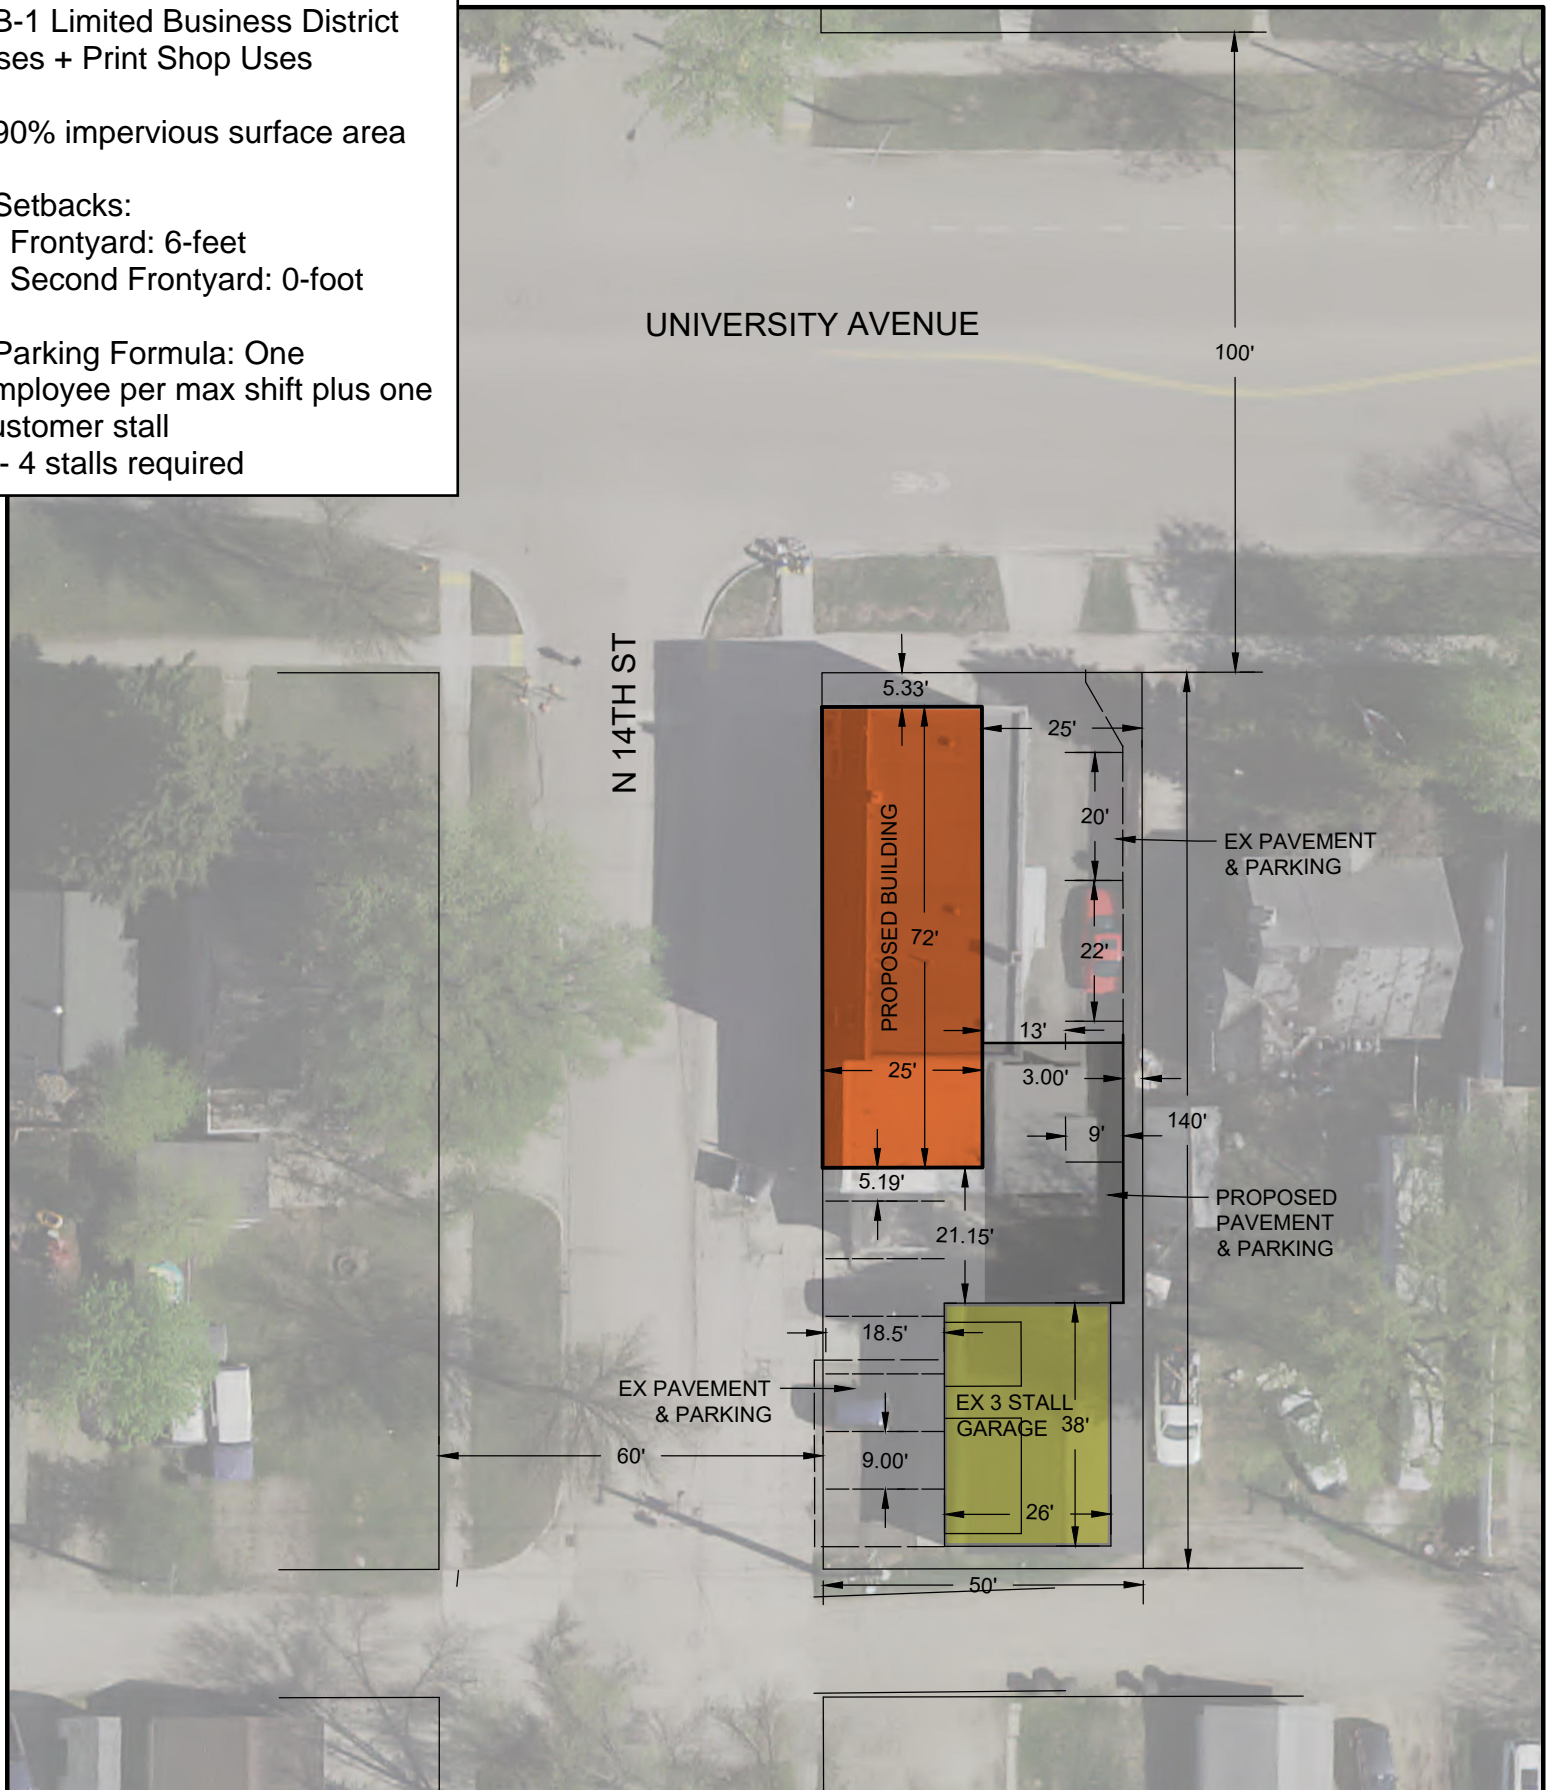 B-1 Limited Business District
ses + Print Shop Uses
90% impervious surface area
Setbacks:
Frontyard: 6-feet
Second Frontyard: 0-foot
Parking Formula: One
mployee per max shift plus one
ustomer stall
- 4 stalls required
UNIVERSITY AVENUE
100'
N 14TH ST
5.33'
25'
20'
EX PAVEMENT
& PARKING
PROPOSED BUILDING
72'
22'
13'
25'
3.00'
9'
140'
5.19'
21.15'
PROPOSED
PAVEMENT
& PARKING
18.5'
EX PAVEMENT
& PARKING
EX 3 STALL
GARAGE
38'
60'
9.00'
26'
50'